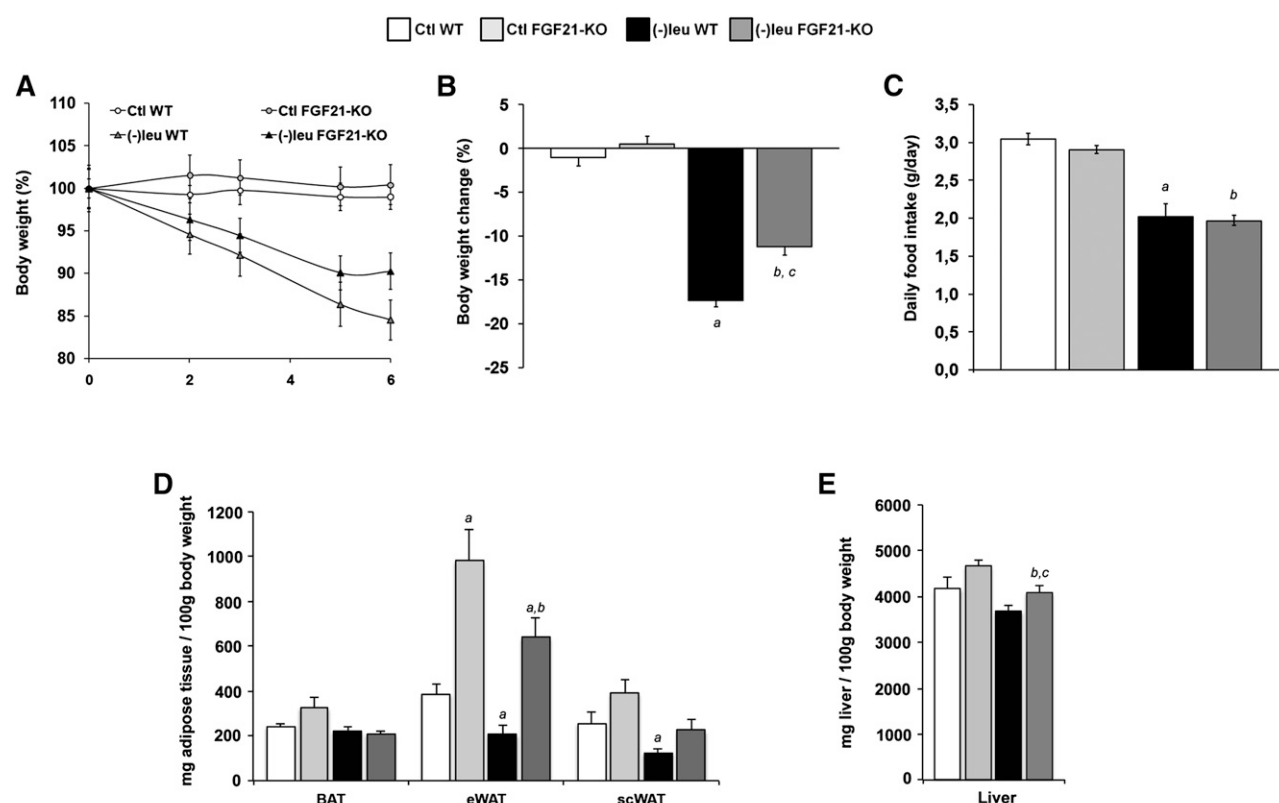 Ctl WT Ctl FGF21-KO (-)leu WT (-)leu FGF21-KO
A
Body weight (%)
110
105
100
95
90
85
80
0 2 4 6
Ctl WT Ctl FGF21-KO
(-)leu WT (-)leu FGF21-KO
B
Body weight change (%)
5
0
-5
-10
-15
-20
-25
a
b, c
C
Daily food intake (g/day)
3,5
3,0
2,5
2,0
1,5
1,0
0,5
0,0
a
b
D
mg adipose tissue / 100g body weight
1200
1000
800
600
400
200
0
a
a
a,b
a
BAT eWAT scWAT
E
mg liver / 100g body weight
6000
5000
4000
3000
2000
1000
0
b,c
Liver